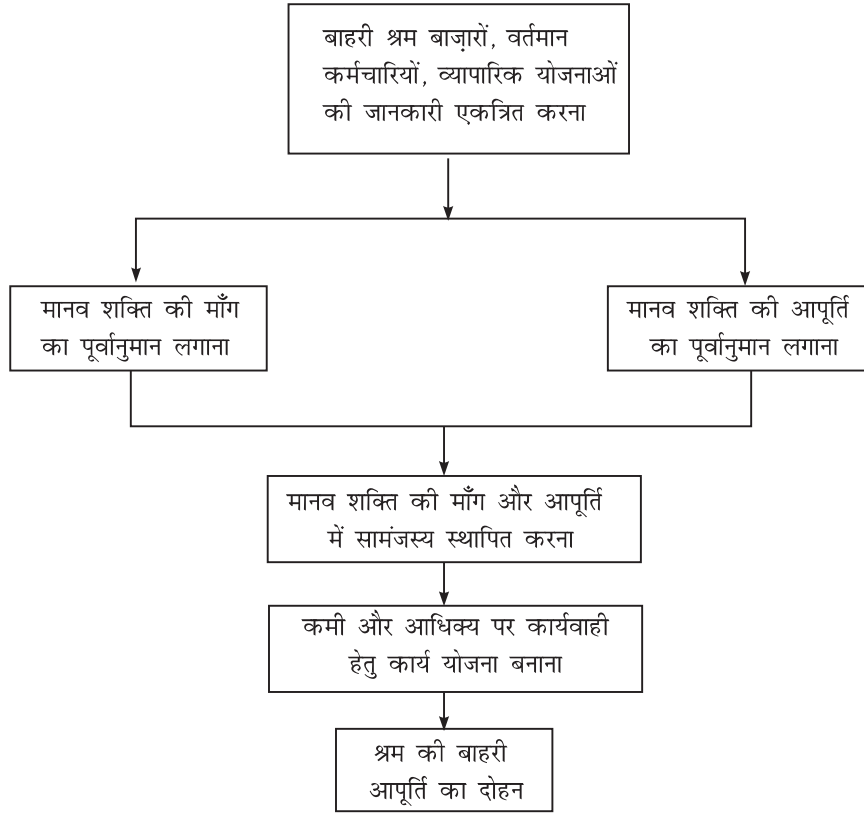 बाहरी श्रम बाज़ारों, वर्तमान
कर्मचारियों, व्यापारिक योजनाओं
की जानकारी एकत्रित करना
मानव शक्ति की माँग
का पूर्वानुमान लगाना
मानव शक्ति की आपूर्ति
का पूर्वानुमान लगाना
मानव शक्ति की माँग और आपूर्ति
में सामंजस्य स्थापित करना
कमी और आधिक्य पर कार्यवाही
हेतु कार्य योजना बनाना
श्रम की बाहरी
आपूर्ति का दोहन